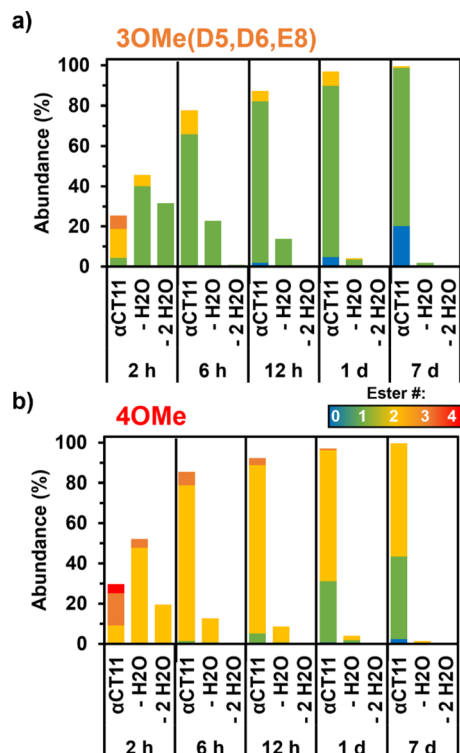 a)
3OMe(D5,D6,E8)
Abundance (%)
100
80
60
40
20
0
αCT11
- H2O
- 2 H2O
αCT11
- H2O
- 2 H2O
αCT11
- H2O
- 2 H2O
αCT11
- H2O
- 2 H2O
αCT11
- H2O
- 2 H2O
2 h
6 h
12 h
1 d
7 d
Ester #:
0 1 2 3 4
b)
4OMe
Abundance (%)
100
80
60
40
20
0
αCT11
- H2O
- 2 H2O
αCT11
- H2O
- 2 H2O
αCT11
- H2O
- 2 H2O
αCT11
- H2O
- 2 H2O
αCT11
- H2O
- 2 H2O
2 h
6 h
12 h
1 d
7 d